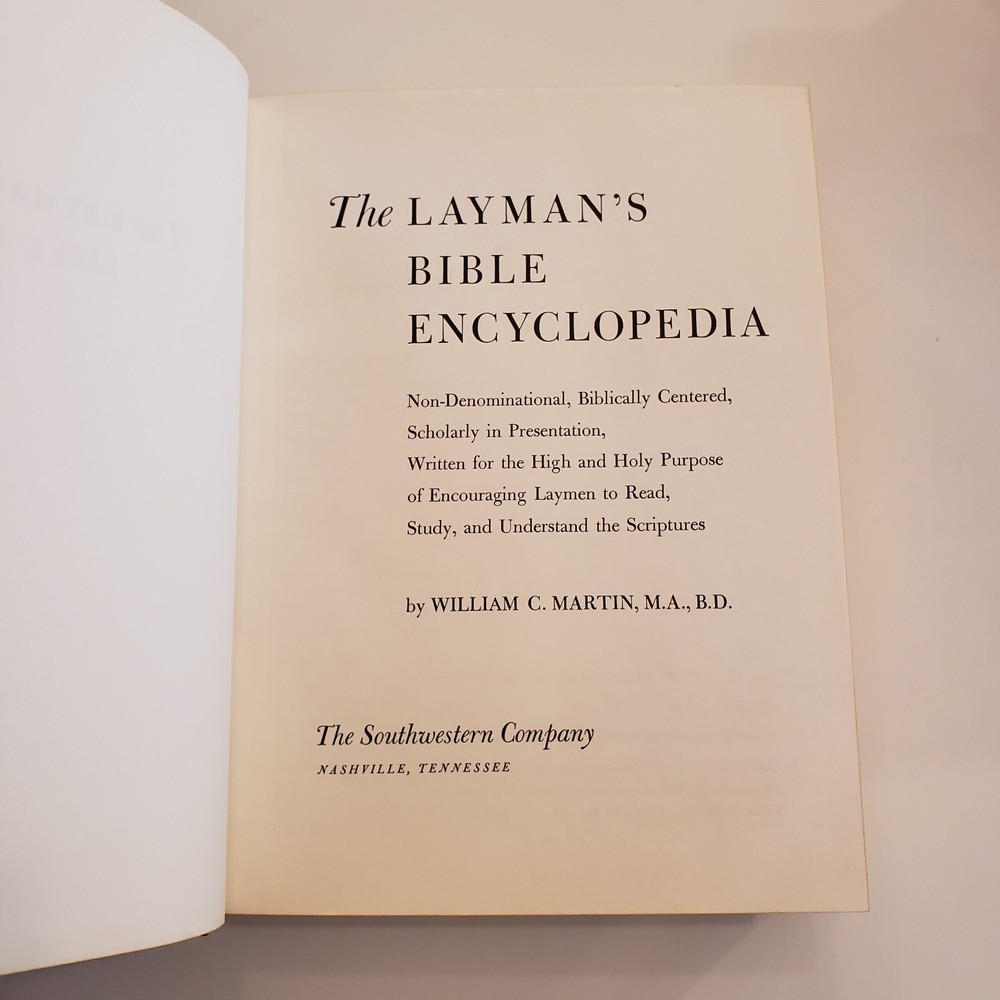 The LAYMAN'S
BIBLE
ENCYCLOPEDIA
Non-Denominational, Biblically Centered,
Scholarly in Presentation,
Written for the High and Holy Purpose
of Encouraging Laymen to Read,
Study, and Understand the Scriptures
by WILLIAM C. MARTIN, M.A., B.D.
The Southwestern Company
NASHVILLE, TENNESSEE